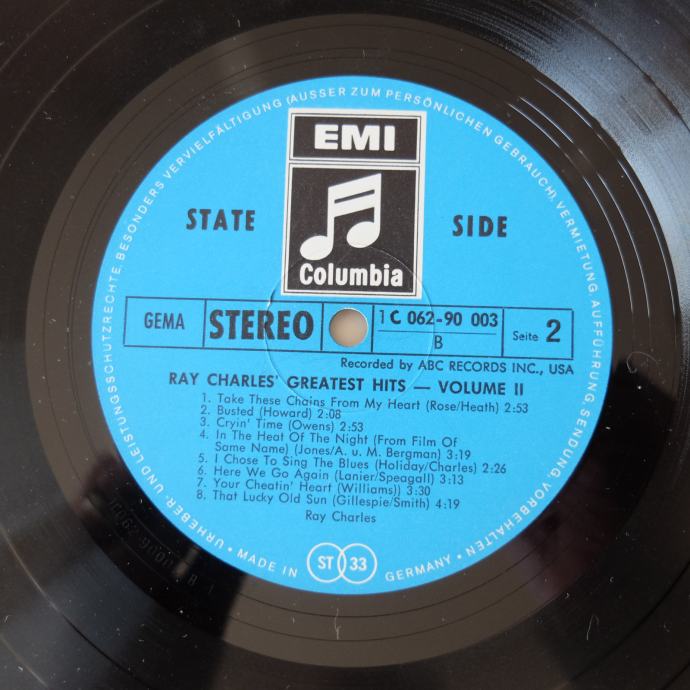 URHEBER- UND LEISTUNGSSCHUTZRECHTE, BESONDERS VERVIELFÄLTIGUNG (AUSSER ZUM PERSÖNLICHEN GEBRAUCH), VERMIETUNG AUFFÜHRUNG, SENDUNG, VORBEHALTEN •
EMI
STATE SIDE
Columbia
GEMA STEREO 1 C 062-90 003 Seite 2
B
Recorded by ABC RECORDS INC., USA
RAY CHARLES' GREATEST HITS — VOLUME II
1. Take These Chains From My Heart (Rose/Heath) 2:53
2. Busted (Howard) 2:08
3. Cryin' Time (Owens) 2:53
4. In The Heat Of The Night (From Film Of
Same Name) (Jones/A. u. M. Bergman) 3:19
5. I Chose To Sing The Blues (Holiday/Charles) 2:26
6. Here We Go Again (Lanier/Speagall) 3:13
7. Your Cheatin' Heart (Williams)) 3:30
8. That Lucky Old Sun (Gillespie/Smith) 4:19
Ray Charles
• MADE IN ST 33 GERMANY •